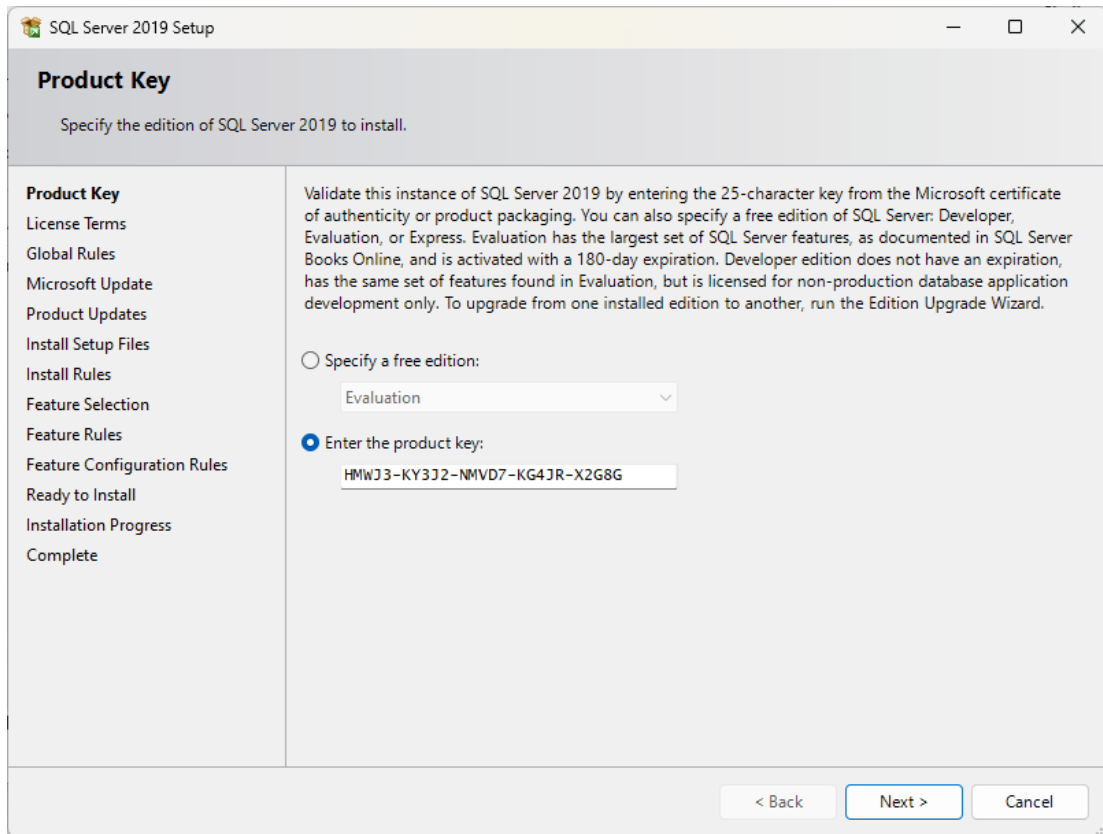 SQL Server 2019 Setup
Product Key
Specify the edition of SQL Server 2019 to install.
Product Key
License Terms
Global Rules
Microsoft Update
Product Updates
Install Setup Files
Install Rules
Feature Selection
Feature Rules
Feature Configuration Rules
Ready to Install
Installation Progress
Complete
Validate this instance of SQL Server 2019 by entering the 25-character key from the Microsoft certificate
of authenticity or product packaging. You can also specify a free edition of SQL Server: Developer,
Evaluation, or Express. Evaluation has the largest set of SQL Server features, as documented in SQL Server
Books Online, and is activated with a 180-day expiration. Developer edition does not have an expiration,
has the same set of features found in Evaluation, but is licensed for non-production database application
development only. To upgrade from one installed edition to another, run the Edition Upgrade Wizard.
Specify a free edition:
Evaluation
Enter the product key:
HMWJ3-KY3J2-NMVD7-KG4JR-X2G8G
< Back
Next >
Cancel